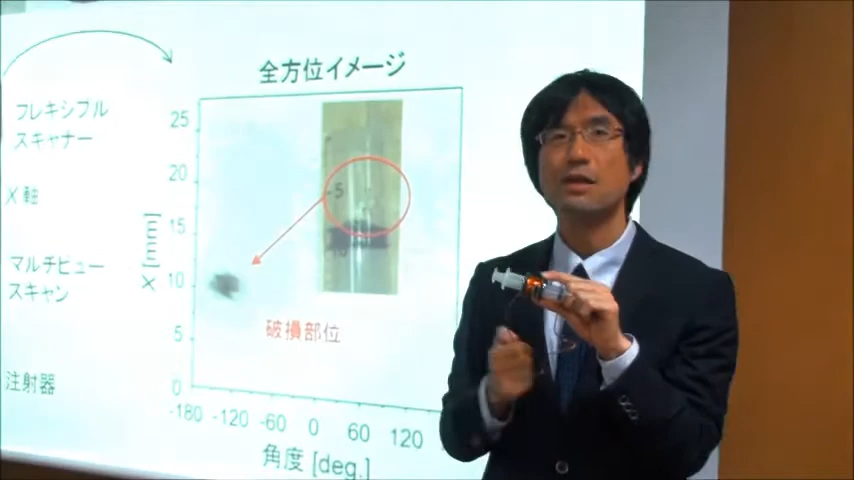 全方位イメージ
フレキシブル
スキャナー
X 軸
マルチビュー
スキャン
注射器
X [mm]
25
20
15
10
5
0
5
破損部位
-180 -120 -60 0 60 120
角度 [deg.]